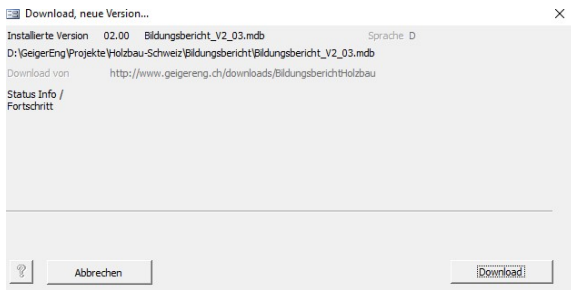 Download, neue Version...
Installierte Version 02.00 Bildungsbericht_V2_03.mdb Sprache D
D:\GeigerEng\Projekte\Holzbau-Schweiz\Bildungsbericht\Bildungsbericht_V2_03.mdb
Download von http://www.geigereng.ch/downloads/BildungsberichtHolzbau
Status Info /
Fortschritt
? Abbrechen Download